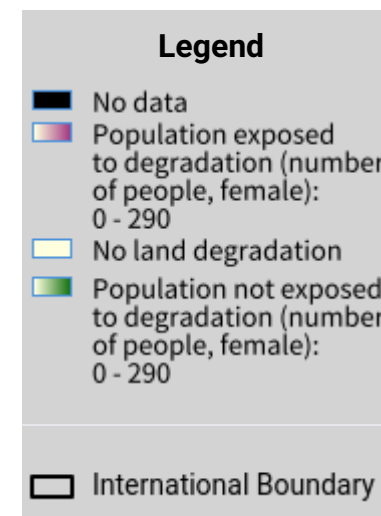 Legend
No data
Population exposed
to degradation (number
of people, female):
0 - 290
No land degradation
Population not exposed
to degradation (number
of people, female):
0 - 290
International Boundary